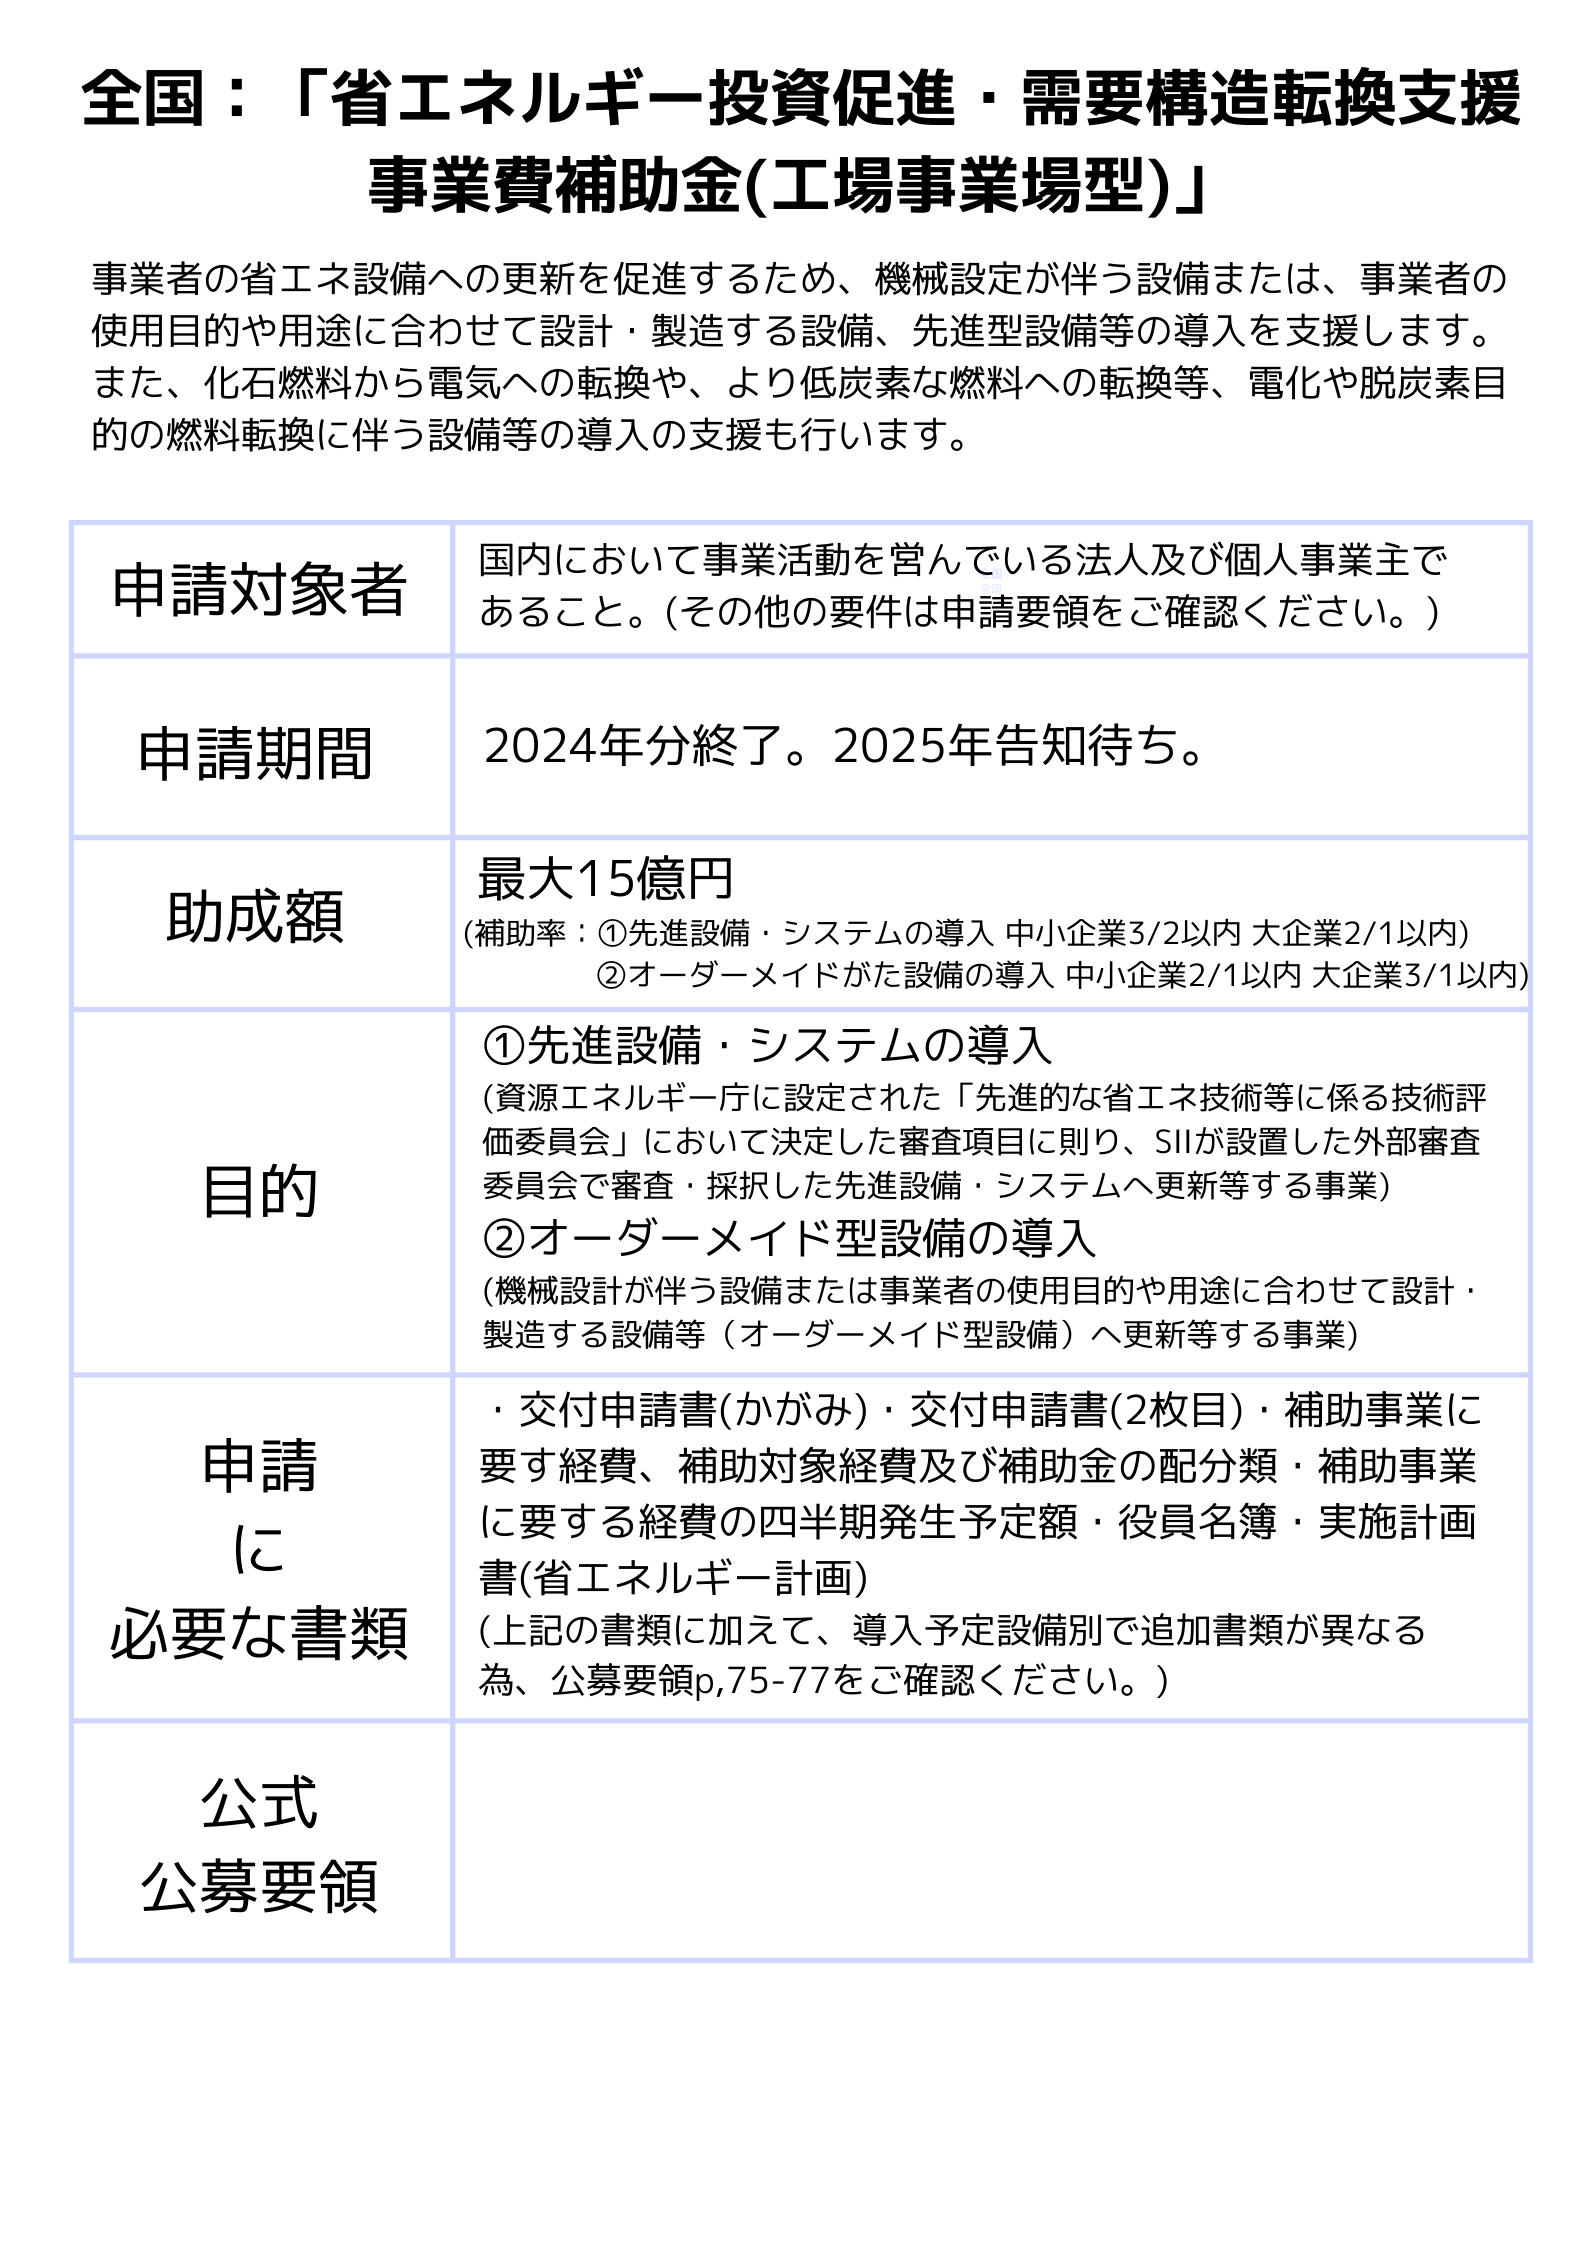 全国：「省エネルギー投資促進・需要構造転換支援
事業費補助金(工場事業場型)」
事業者の省エネ設備への更新を促進するため、機械設定が伴う設備または、事業者の
使用目的や用途に合わせて設計・製造する設備、先進型設備等の導入を支援します。
また、化石燃料から電気への転換や、より低炭素な燃料への転換等、電化や脱炭素目
的の燃料転換に伴う設備等の導入の支援も行います。
申請対象者
国内において事業活動を営んでいる法人及び個人事業主で
あること。(その他の要件は申請要領をご確認ください。)
全国
全国
申請期間
2024年分終了。2025年告知待ち。
助成額
最大15億円
(補助率：①先進設備・システムの導入 中小企業3/2以内 大企業2/1以内)
②オーダーメイドがた設備の導入 中小企業2/1以内 大企業3/1以内)
目的
①先進設備・システムの導入
(資源エネルギー庁に設定された「先進的な省エネ技術等に係る技術評
価委員会」において決定した審査項目に則り、SIIが設置した外部審査
委員会で審査・採択した先進設備・システムへ更新等する事業)
②オーダーメイド型設備の導入
(機械設計が伴う設備または事業者の使用目的や用途に合わせて設計・
製造する設備等（オーダーメイド型設備）へ更新等する事業)
申請
に
必要な書類
・交付申請書(かがみ)・交付申請書(2枚目)・補助事業に
要す経費、補助対象経費及び補助金の配分類・補助事業
に要する経費の四半期発生予定額・役員名簿・実施計画
書(省エネルギー計画)
(上記の書類に加えて、導入予定設備別で追加書類が異なる
為、公募要領p,75-77をご確認ください。)
公式
公募要領